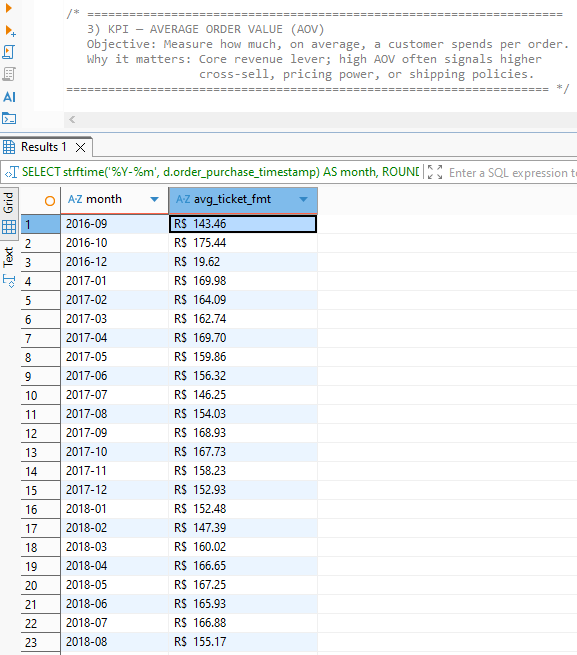 /* ====================================================================
3) KPI — AVERAGE ORDER VALUE (AOV)
Objective: Measure how much, on average, a customer spends per order.
Why it matters: Core revenue lever; high AOV often signals higher
cross-sell, pricing power, or shipping policies.
==================================================================== */
AI
Results 1
SELECT strftime('%Y-%m', d.order_purchase_timestamp) AS month, ROUND
Enter a SQL expression to
Grid
Text
A-Z month A-Z avg_ticket_fmt
1 2016-09 R$ 143.46
2 2016-10 R$ 175.44
3 2016-12 R$ 19.62
4 2017-01 R$ 169.98
5 2017-02 R$ 164.09
6 2017-03 R$ 162.74
7 2017-04 R$ 169.70
8 2017-05 R$ 159.86
9 2017-06 R$ 156.32
10 2017-07 R$ 146.25
11 2017-08 R$ 154.03
12 2017-09 R$ 168.93
13 2017-10 R$ 167.73
14 2017-11 R$ 158.23
15 2017-12 R$ 152.93
16 2018-01 R$ 152.48
17 2018-02 R$ 147.39
18 2018-03 R$ 160.02
19 2018-04 R$ 166.65
20 2018-05 R$ 167.25
21 2018-06 R$ 165.93
22 2018-07 R$ 166.88
23 2018-08 R$ 155.17